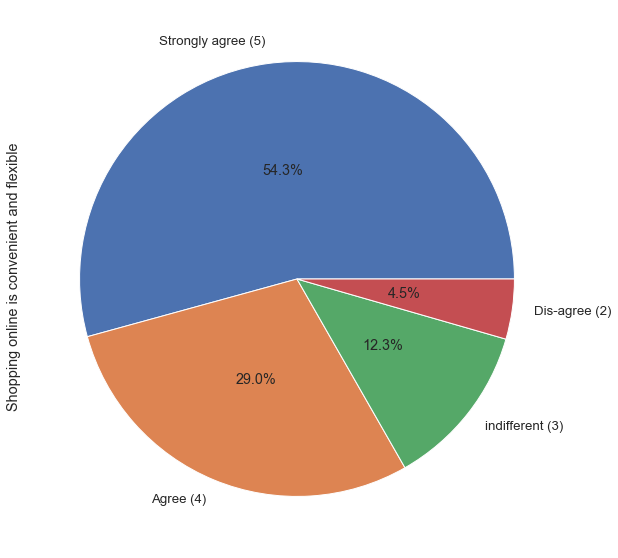 Strongly agree (5)
54.3%
Shopping online is convenient and flexible
4.5%
Dis-agree (2)
12.3%
29.0%
indifferent (3)
Agree (4)